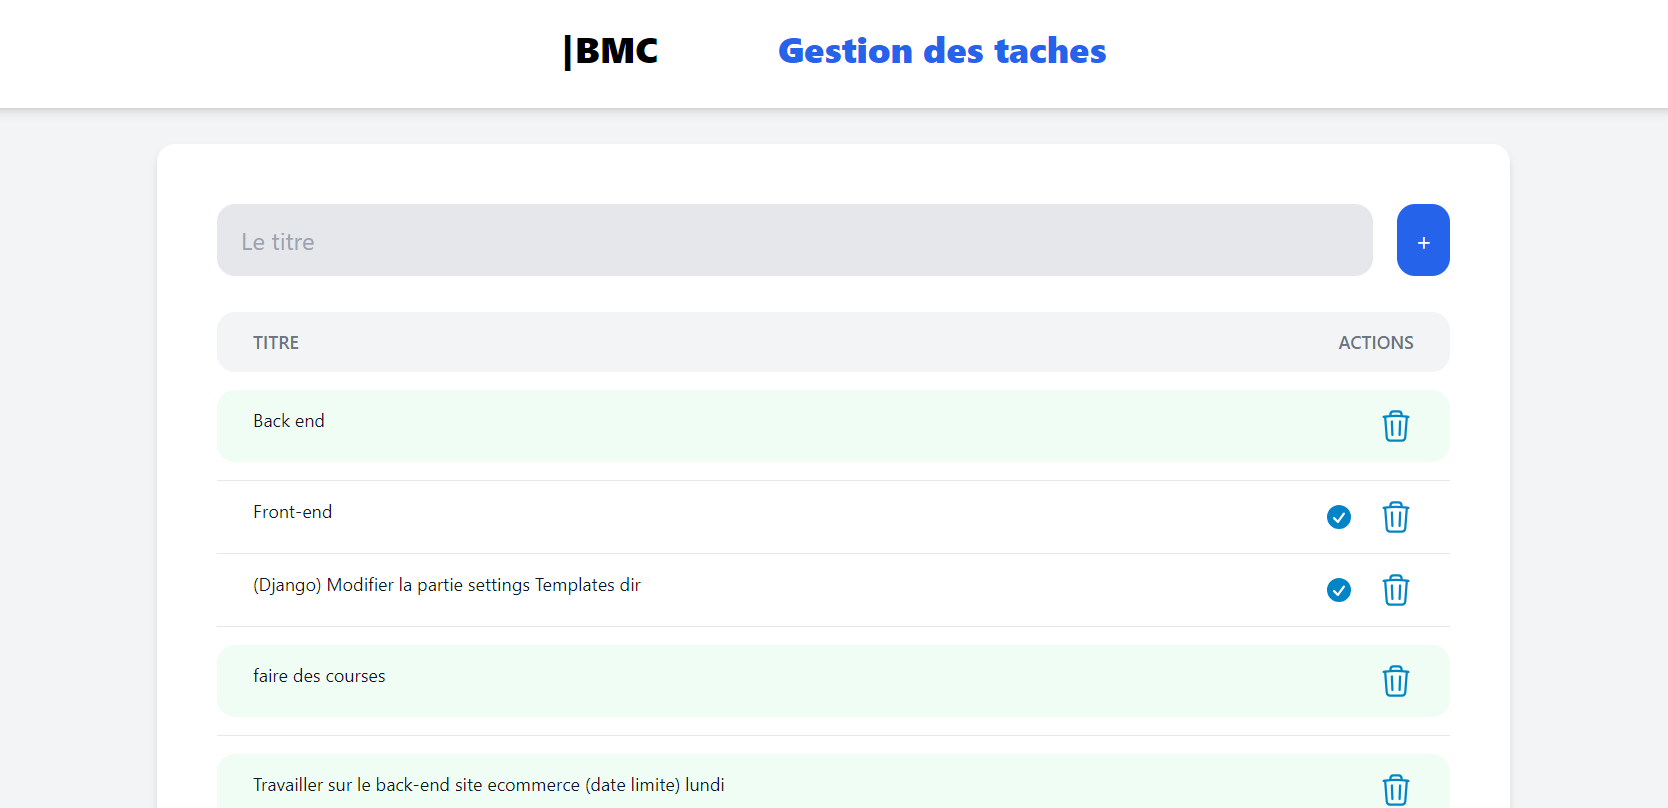 |BMC Gestion des taches
Le titre
+
TITRE ACTIONS
Back end
Front-end
(Django) Modifier la partie settings Templates dir
faire des courses
Travailler sur le back-end site ecommerce (date limite) lundi